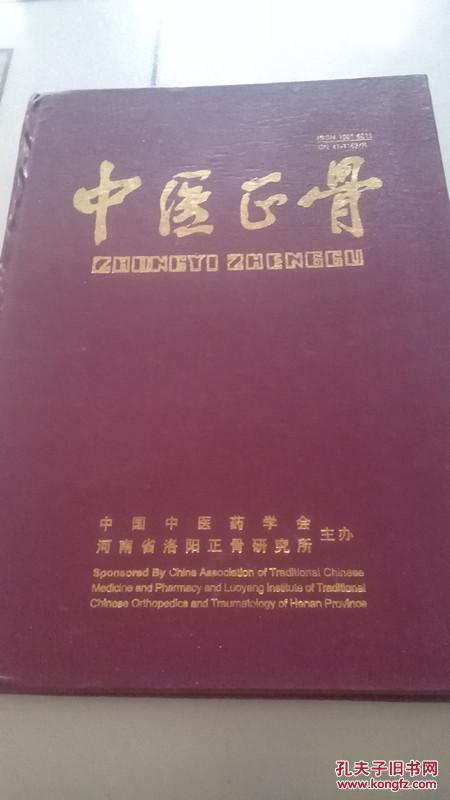 ISSN 1001-6015
CN 41-1162/R
中医正骨
ZHONGYI ZHENGGU
中国中医药学会
河南省洛阳正骨研究所 主办
Sponsored By China Association of Traditional Chinese
Medicine and Pharmacy and Luoyang Institute of Traditional
Chinese Orthopedics and Traumatology of Henan Province
孔夫子旧书网
www.kongfz.com